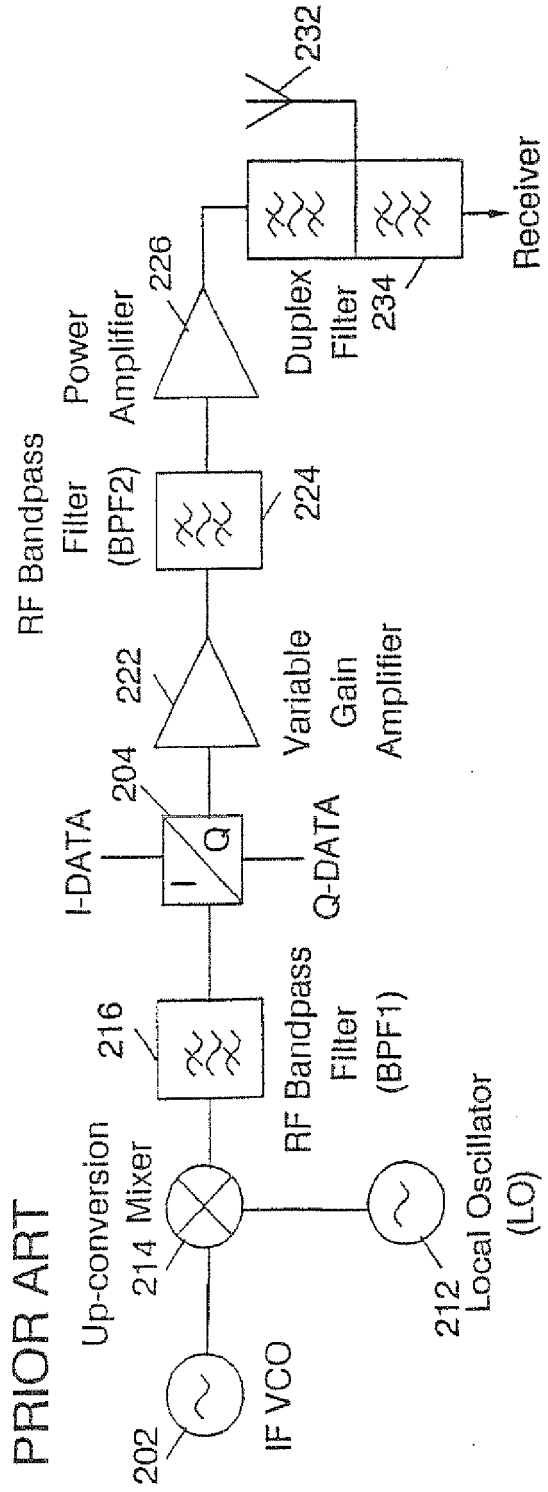 PRIOR ART
202
IF VCO
Up-conversion
214 Mixer
212
Local Oscillator
(LO)
216
RF Bandpass
Filter
(BPF1)
I-DATA
204
I
Q
Q-DATA
222
Variable
Gain
Amplifier
RF Bandpass
Filter
(BPF2)
224
Power
Amplifier
226
Duplex
Filter
234
232
Receiver